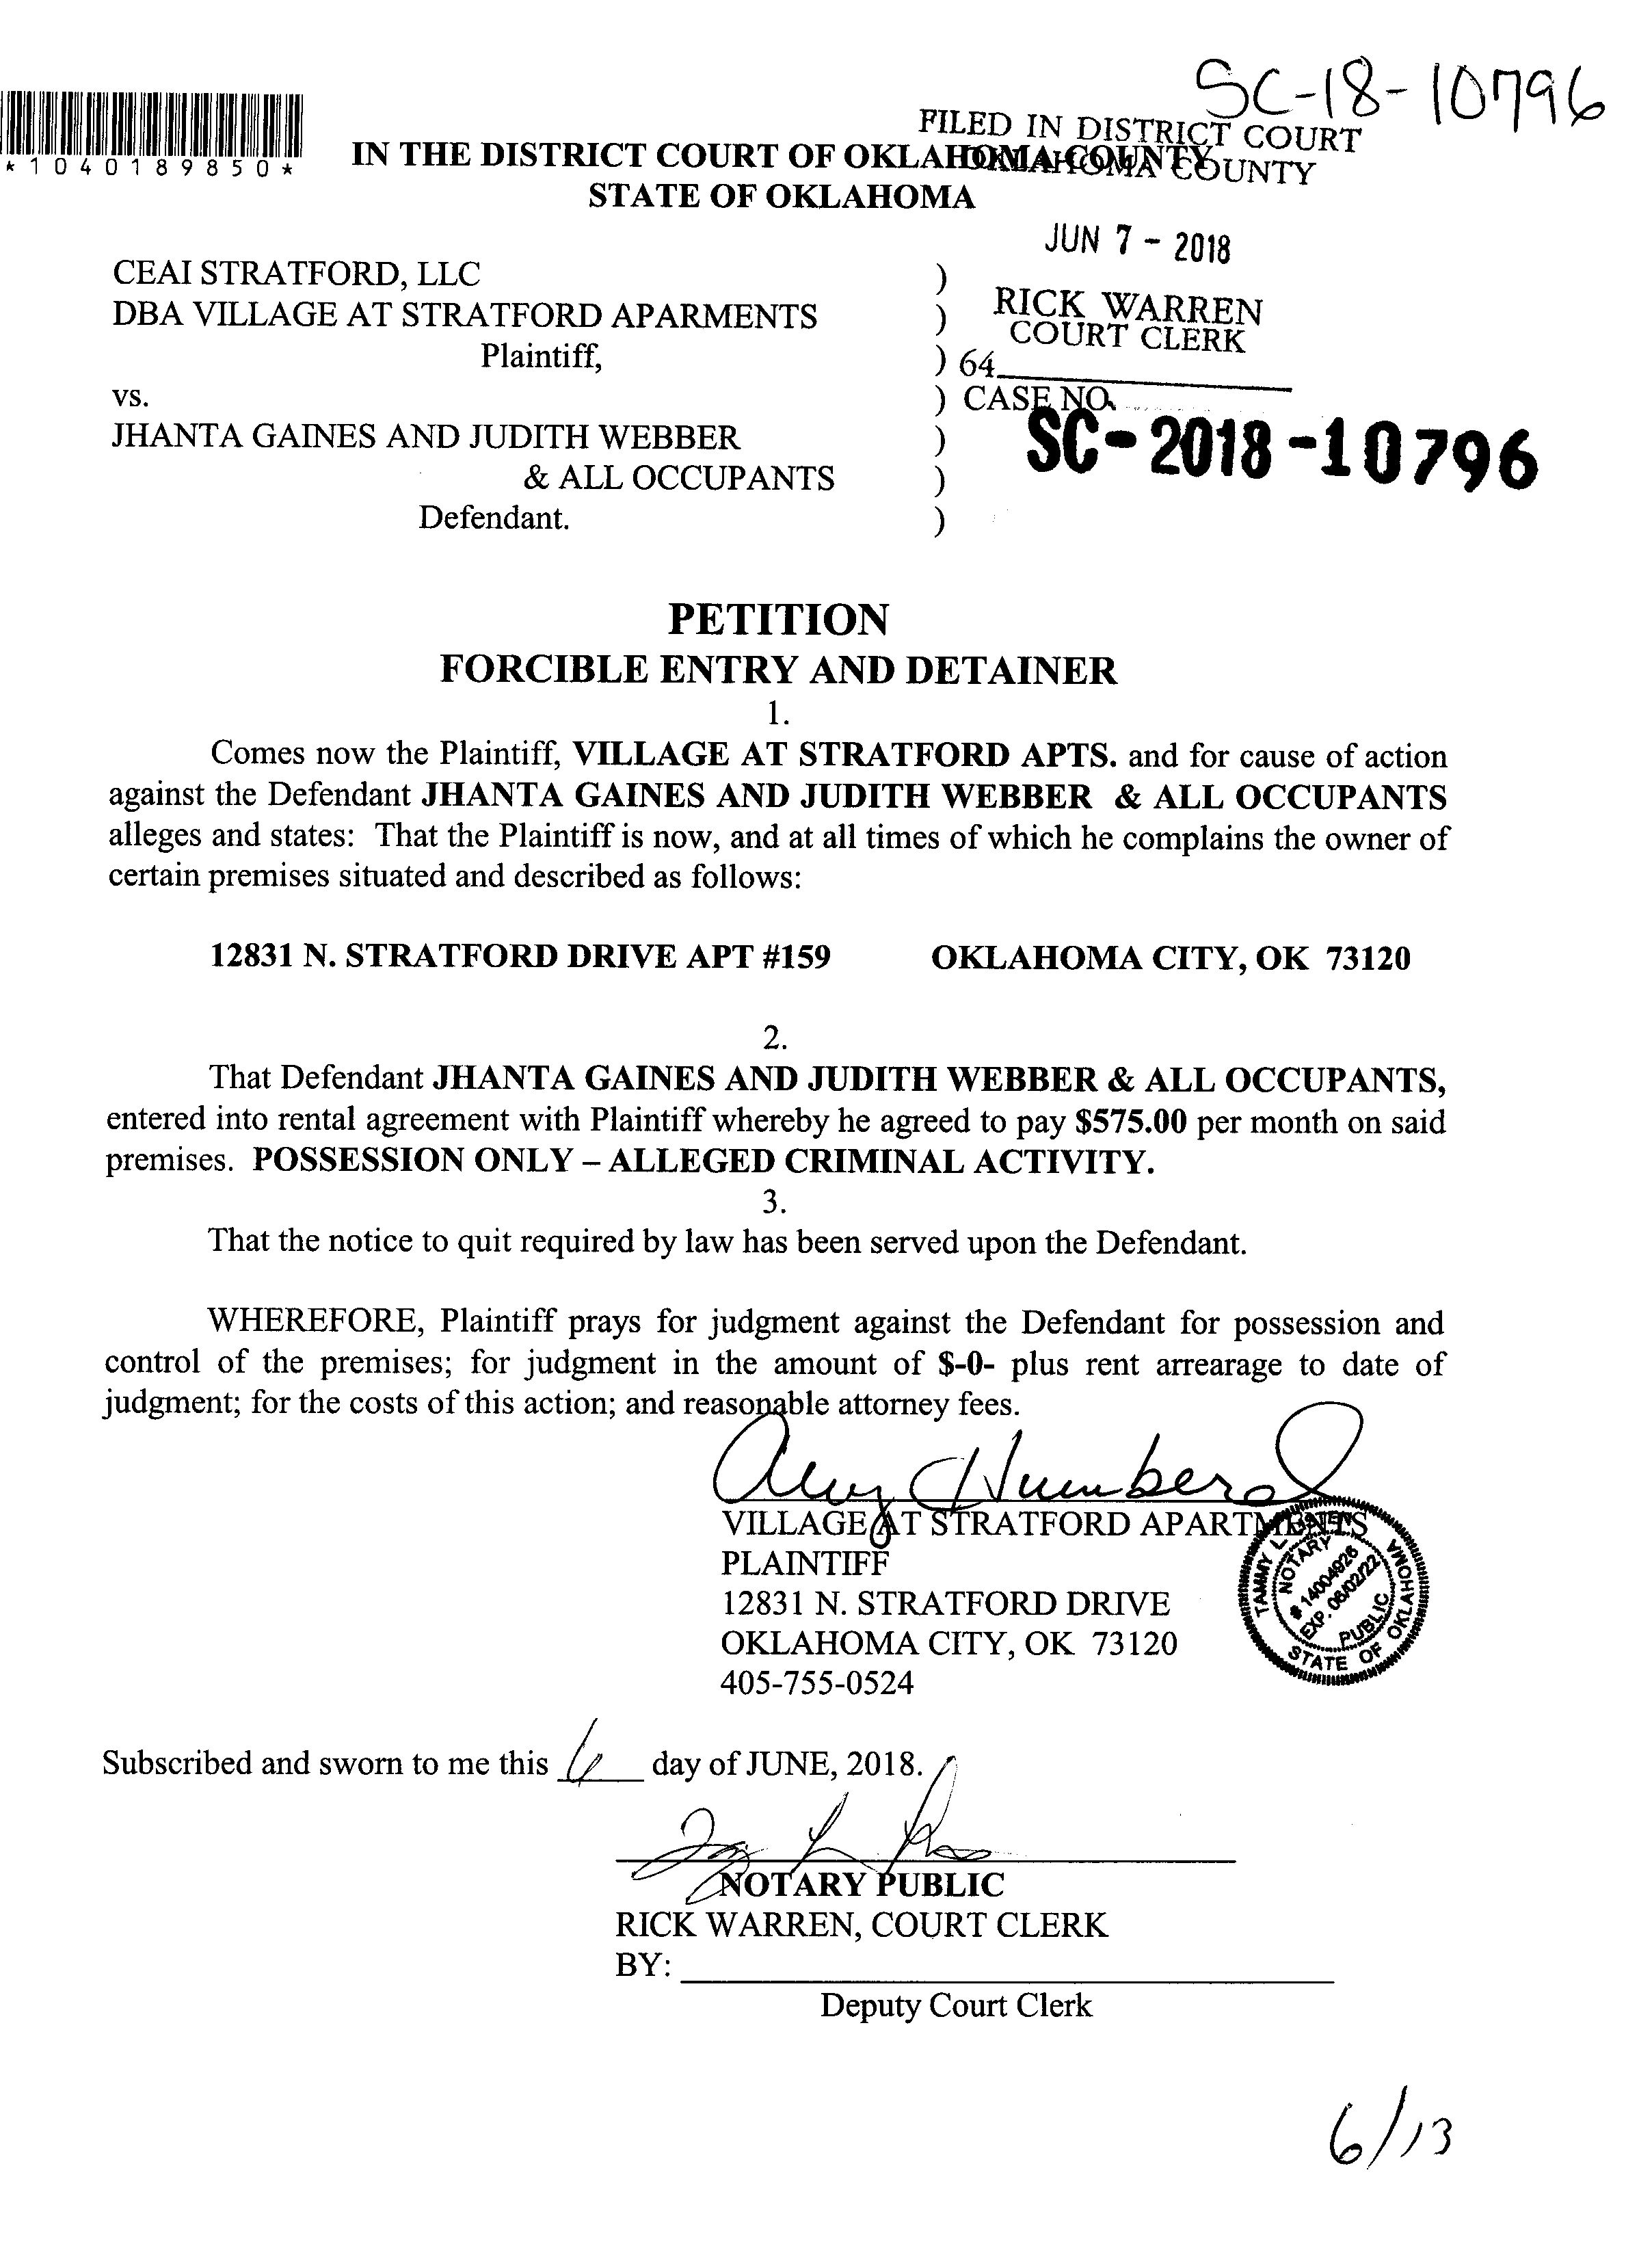 SC-18-10796
*1040189850*
FILED IN DISTRICT COURT
OKLAHOMA COUNTY
IN THE DISTRICT COURT OF OKLAHOMA COUNTY
STATE OF OKLAHOMA
JUN 7 - 2018
RICK WARREN
COURT CLERK
64
CEAI STRATFORD, LLC )
DBA VILLAGE AT STRATFORD APARMENTS )
Plaintiff, )
vs. ) CASE NO.
JHANTA GAINES AND JUDITH WEBBER ) SC-2018-10796
& ALL OCCUPANTS )
Defendant. )
PETITION
FORCIBLE ENTRY AND DETAINER
1.
Comes now the Plaintiff, VILLAGE AT STRATFORD APTS. and for cause of action
against the Defendant JHANTA GAINES AND JUDITH WEBBER & ALL OCCUPANTS
alleges and states: That the Plaintiff is now, and at all times of which he complains the owner of
certain premises situated and described as follows:
12831 N. STRATFORD DRIVE APT #159 OKLAHOMA CITY, OK 73120
2.
That Defendant JHANTA GAINES AND JUDITH WEBBER & ALL OCCUPANTS,
entered into rental agreement with Plaintiff whereby he agreed to pay $575.00 per month on said
premises. POSSESSION ONLY – ALLEGED CRIMINAL ACTIVITY.
3.
That the notice to quit required by law has been served upon the Defendant.
WHEREFORE, Plaintiff prays for judgment against the Defendant for possession and
control of the premises; for judgment in the amount of $-0- plus rent arrearage to date of
judgment; for the costs of this action; and reasonable attorney fees.
Amy Humberd
VILLAGE AT STRATFORD APARTMENTS
PLAINTIFF
12831 N. STRATFORD DRIVE
OKLAHOMA CITY, OK 73120
405-755-0524
TAMMY L.
NOTARY
# 14004926
EXP. 06/02/22
PUBLIC
STATE OF OKLAHOMA
Subscribed and sworn to me this 6 day of JUNE, 2018.
NOTARY PUBLIC
RICK WARREN, COURT CLERK
BY:
Deputy Court Clerk
6/13